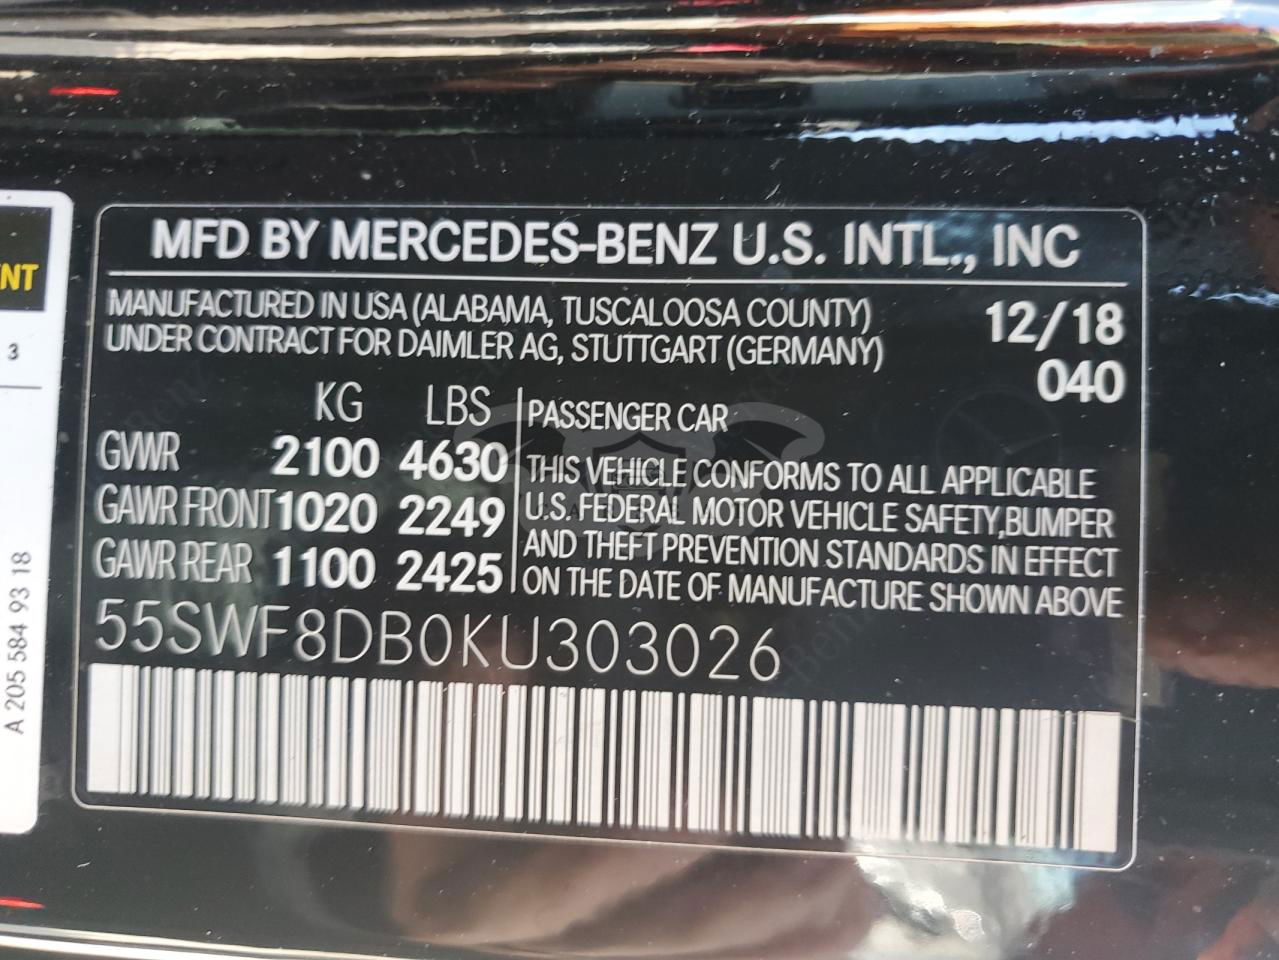 MFD BY MERCEDES-BENZ U.S. INTL., INC
MANUFACTURED IN USA (ALABAMA, TUSCALOOSA COUNTY)
UNDER CONTRACT FOR DAIMLER AG, STUTTGART (GERMANY)
12/18
040
KG LBS
GVWR 2100 4630
GAWR FRONT 1020 2249
GAWR REAR 1100 2425
PASSENGER CAR
THIS VEHICLE CONFORMS TO ALL APPLICABLE
U.S. FEDERAL MOTOR VEHICLE SAFETY, BUMPER
AND THEFT PREVENTION STANDARDS IN EFFECT
ON THE DATE OF MANUFACTURE SHOWN ABOVE
55SWF8DB0KU303026
NT
3
A 205 584 93 18